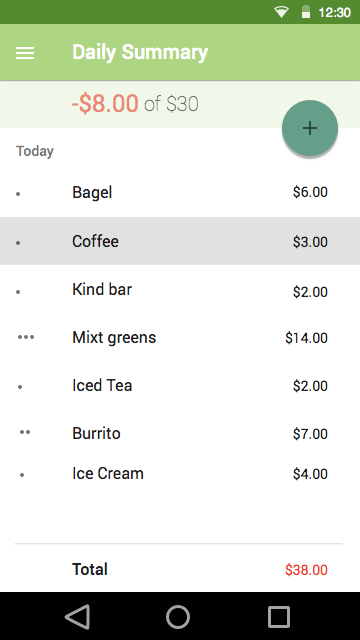 12:30
Daily Summary
-$8.00 of $30
+
Today
Bagel $6.00
Coffee $3.00
Kind bar $2.00
Mixt greens $14.00
Iced Tea $2.00
Burrito $7.00
Ice Cream $4.00
Total $38.00